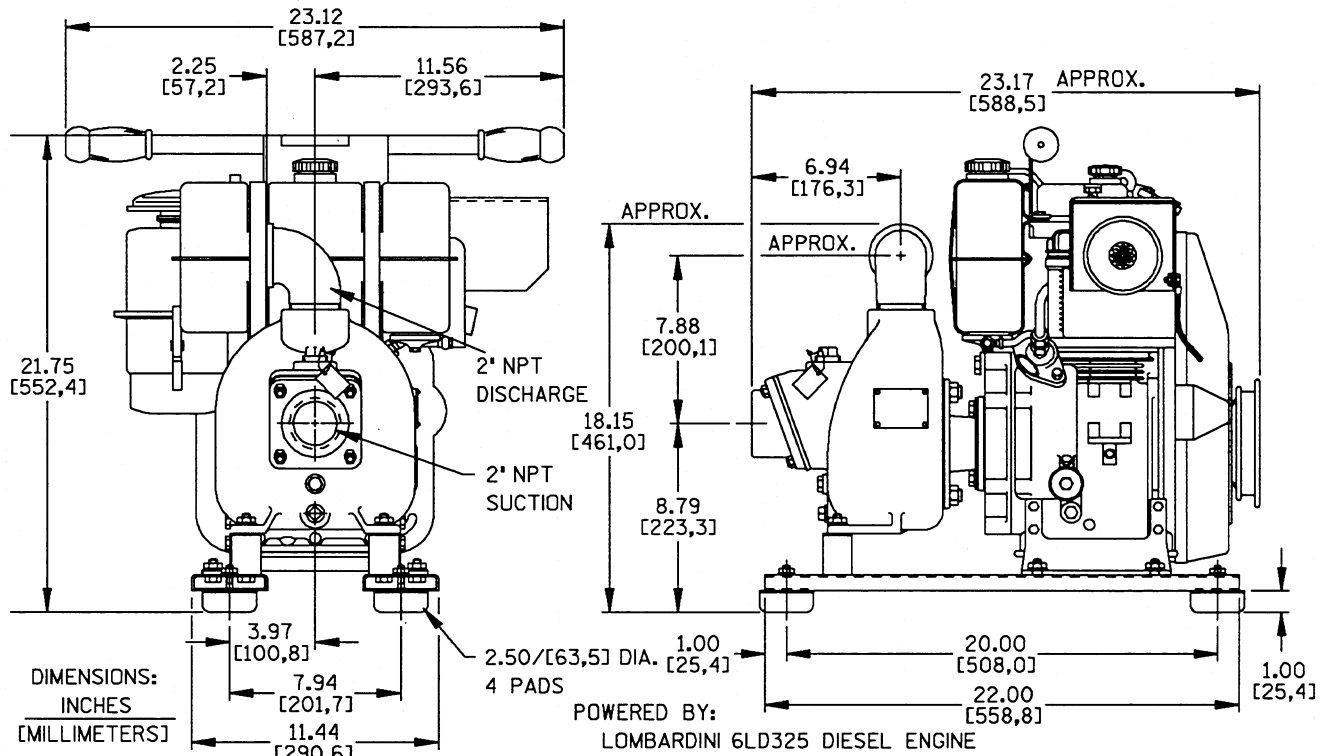 23.12
[587,2]
2.25
[57,2]
11.56
[293,6]
23.17 APPROX.
[588,5]
6.94
[176,3]
APPROX.
APPROX.
21.75
[552,4]
7.88
[200,1]
2" NPT
DISCHARGE
18.15
[461,0]
2" NPT
SUCTION
8.79
[223,3]
3.97
[100,8]
2.50/[63,5] DIA.
4 PADS
1.00
[25,4]
20.00
[508,0]
1.00
[25,4]
7.94
[201,7]
22.00
[558,8]
DIMENSIONS:
INCHES
[MILLIMETERS]
11.44
[290,6]
POWERED BY:
LOMBARDINI 6LD325 DIESEL ENGINE